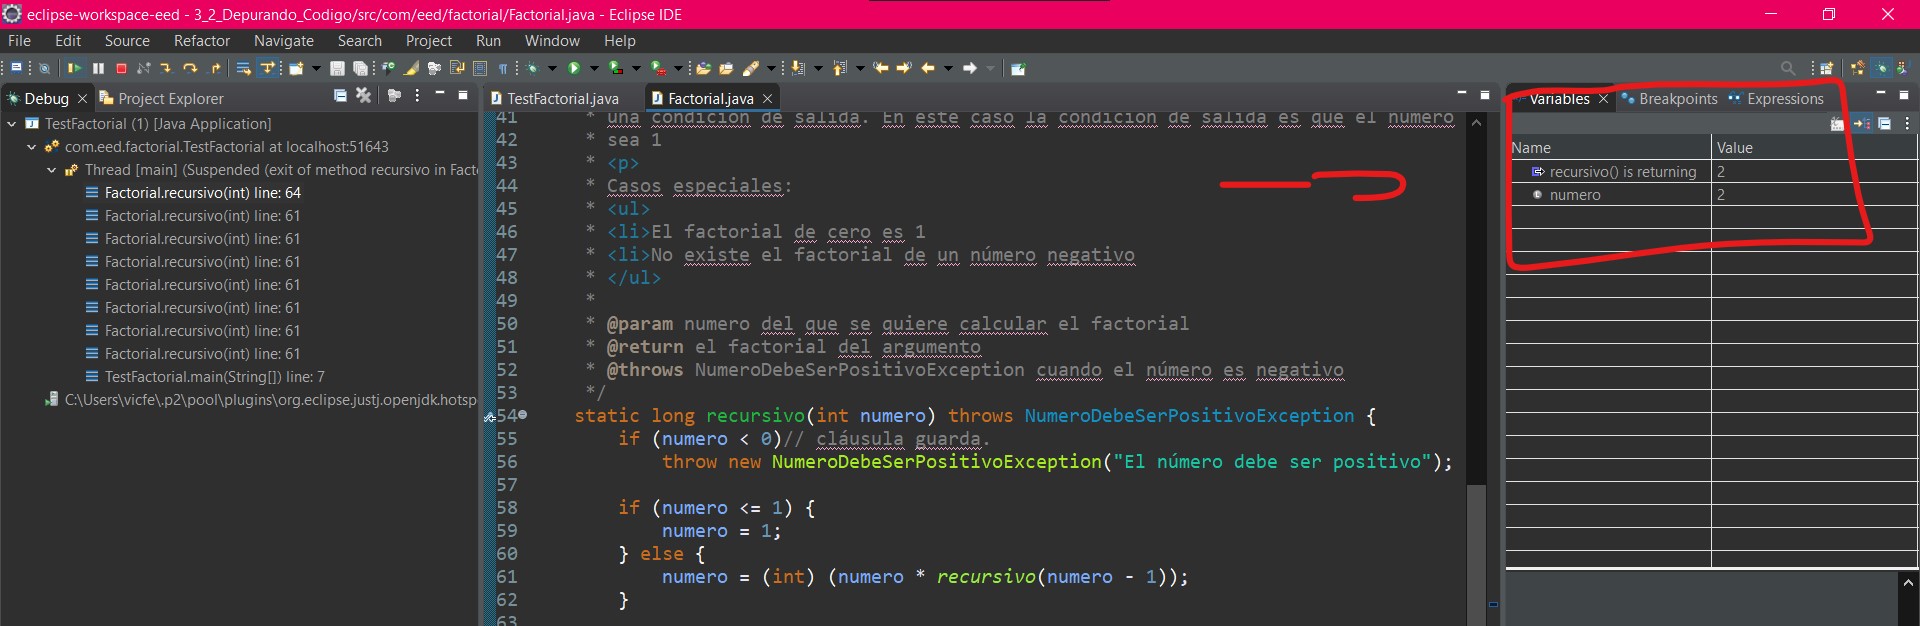 eclipse-workspace-eed - 3_2_Depurando_Codigo/src/com/eed/factorial/Factorial.java - Eclipse IDE
File Edit Source Refactor Navigate Search Project Run Window Help
Debug Project Explorer
TestFactorial (1) [Java Application]
com.eed.factorial.TestFactorial at localhost:51643
Thread [main] (Suspended (exit of method recursivo in Fact
Factorial.recursivo(int) line: 64
Factorial.recursivo(int) line: 61
Factorial.recursivo(int) line: 61
Factorial.recursivo(int) line: 61
Factorial.recursivo(int) line: 61
Factorial.recursivo(int) line: 61
Factorial.recursivo(int) line: 61
Factorial.recursivo(int) line: 61
TestFactorial.main(String[]) line: 7
C:\Users\vicfe\.p2\pool\plugins\org.eclipse.justj.openjdk.hotsp
TestFactorial.java Factorial.java
41 * una condición de salida. En este caso la condición de salida es que el número
42 * sea 1
43 * <p>
44 * Casos especiales:
45 * <ul>
46 * <li>El factorial de cero es 1
47 * <li>No existe el factorial de un número negativo
48 * </ul>
49 *
50 * @param numero del que se quiere calcular el factorial
51 * @return el factorial del argumento
52 * @throws NumeroDebeSerPositivoException cuando el número es negativo
53 */
54 static long recursivo(int numero) throws NumeroDebeSerPositivoException {
55 if (numero < 0)// cláusula guarda.
56 throw new NumeroDebeSerPositivoException("El número debe ser positivo");
57
58 if (numero <= 1) {
59 numero = 1;
60 } else {
61 numero = (int) (numero * recursivo(numero - 1));
62 }
63
Variables Breakpoints Expressions
Name Value
recursivo() is returning 2
numero 2